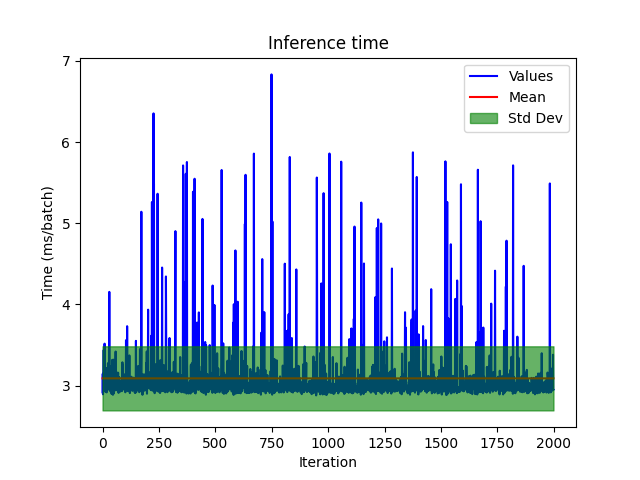 Inference time
7
6
5
4
3
Time (ms/batch)
Values
Mean
Std Dev
0 250 500 750 1000 1250 1500 1750 2000
Iteration